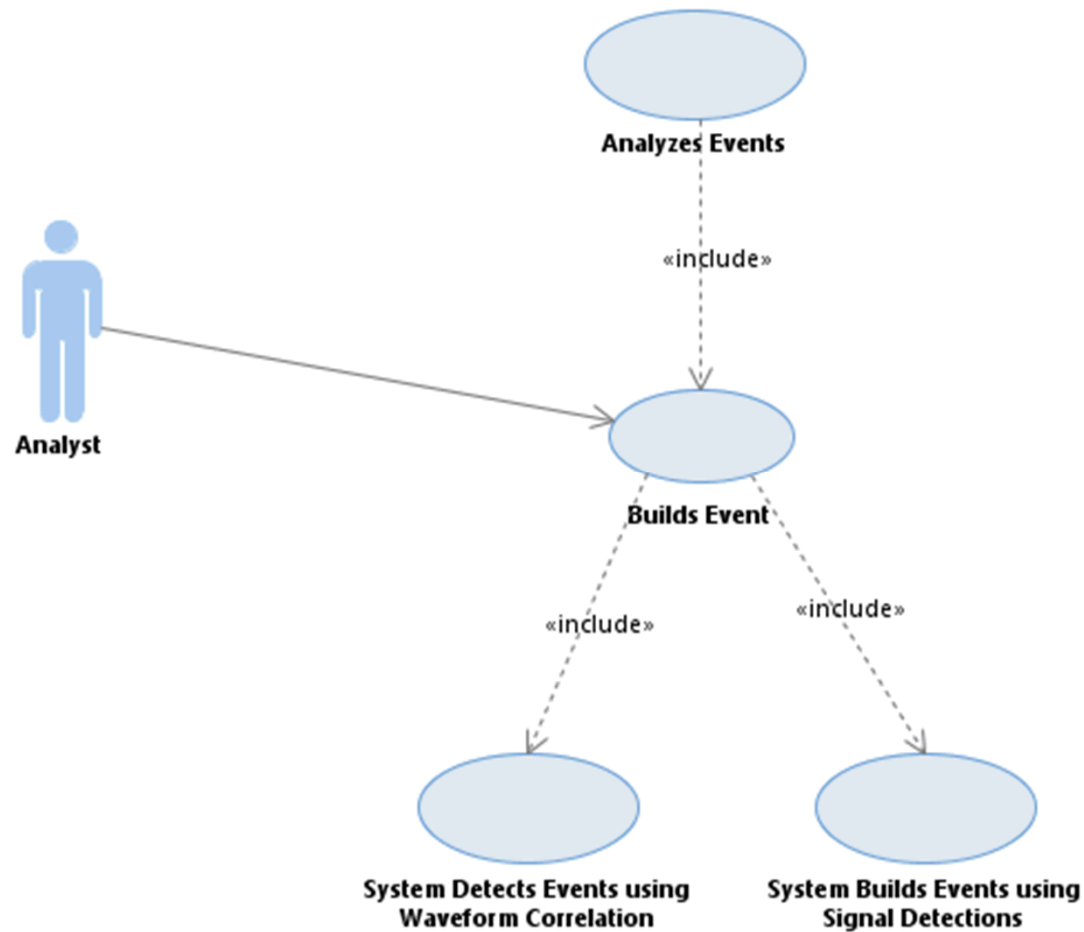 Analyzes Events
«include»
Analyst
Builds Event
«include»
«include»
System Detects Events using
Waveform Correlation
System Builds Events using
Signal Detections